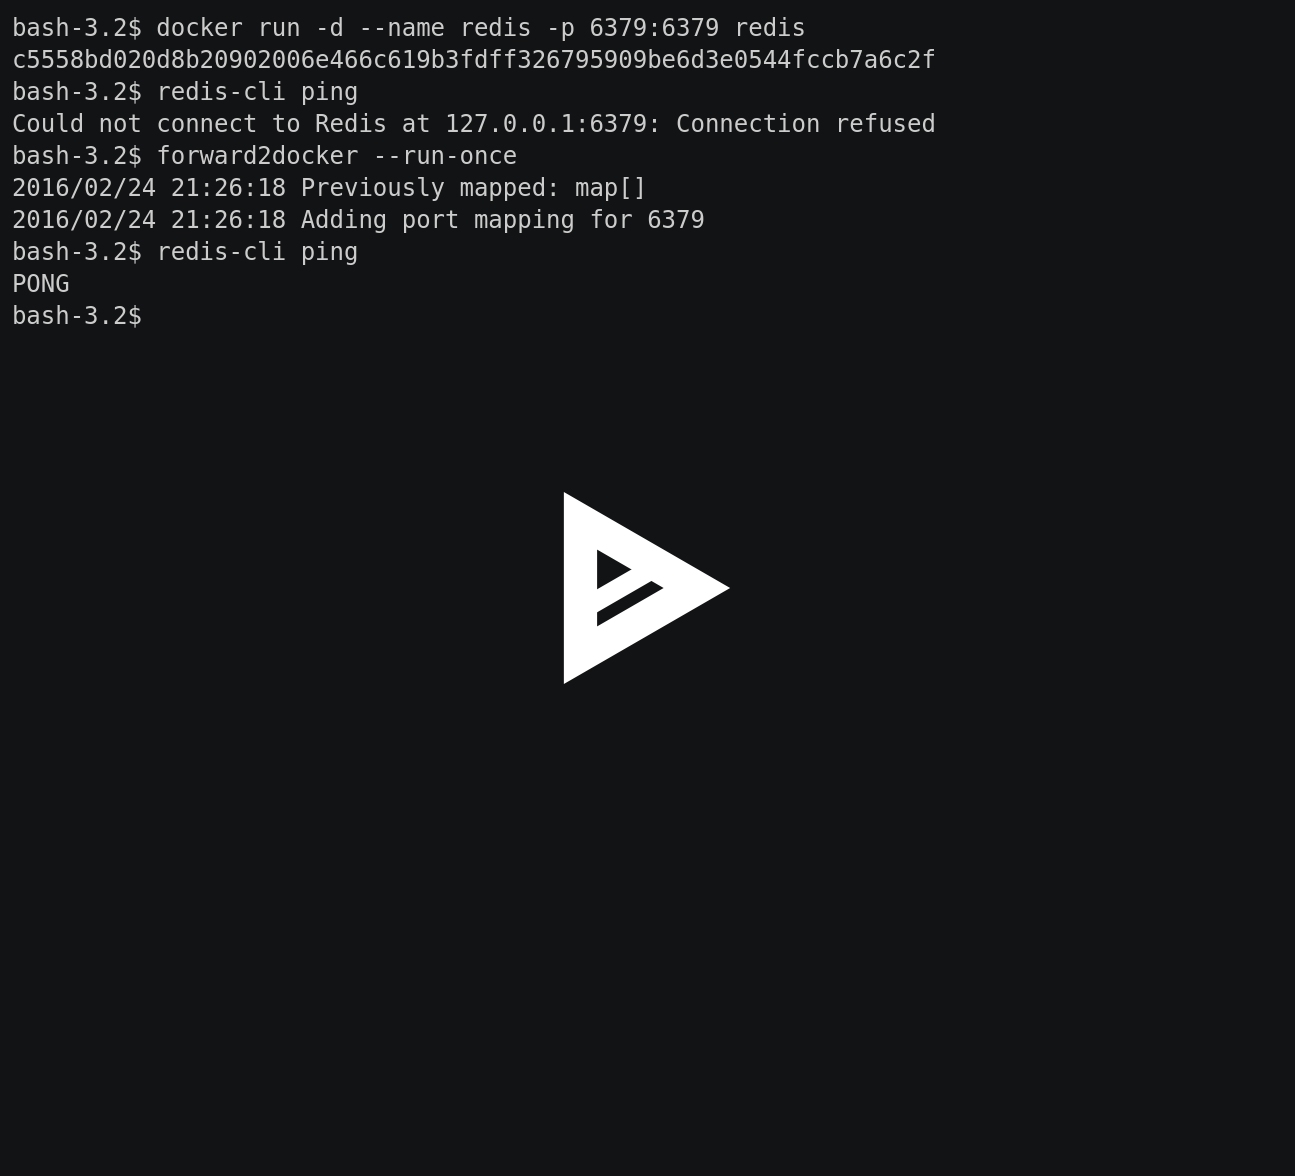 bash-3.2$ docker run -d --name redis -p 6379:6379 redis
c5558bd020d8b20902006e466c619b3fdff326795909be6d3e0544fccb7a6c2f
bash-3.2$ redis-cli ping
Could not connect to Redis at 127.0.0.1:6379: Connection refused
bash-3.2$ forward2docker --run-once
2016/02/24 21:26:18 Previously mapped: map[]
2016/02/24 21:26:18 Adding port mapping for 6379
bash-3.2$ redis-cli ping
PONG
bash-3.2$